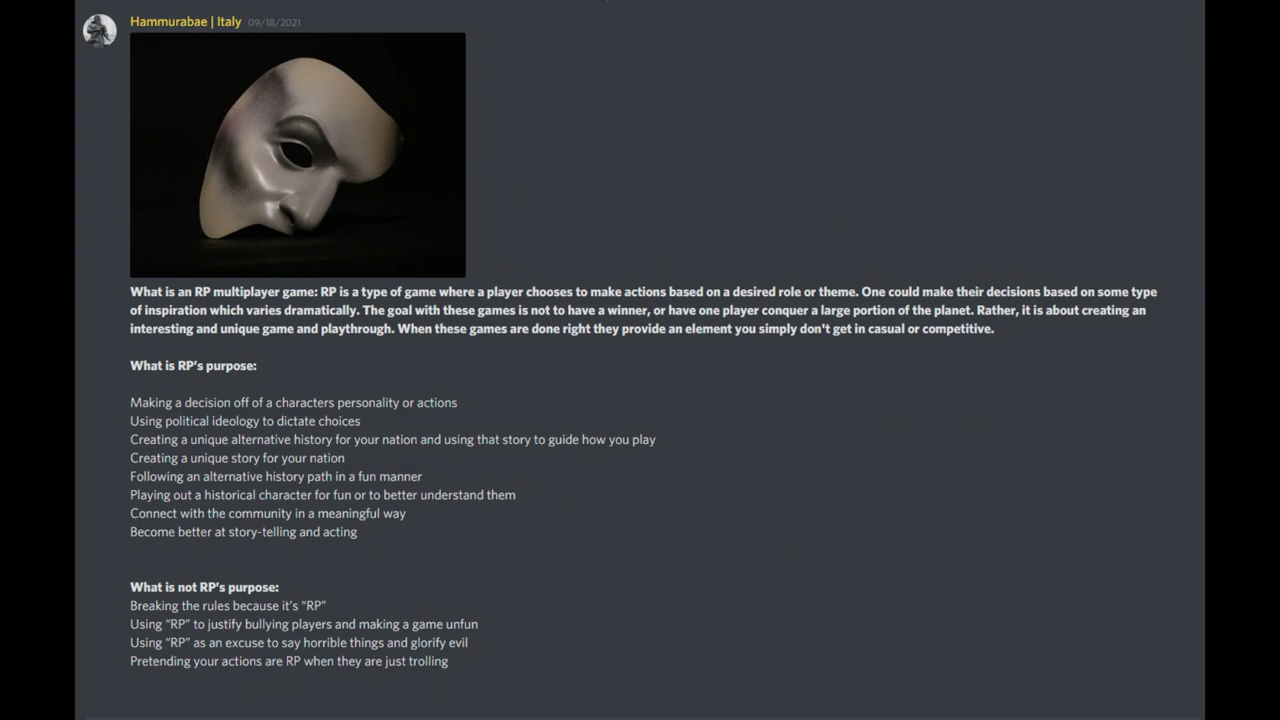 Hammurabae | Italy 09/18/2021
What is an RP multiplayer game: RP is a type of game where a player chooses to make actions based on a desired role or theme. One could make their decisions based on some type
of inspiration which varies dramatically. The goal with these games is not to have a winner, or have one player conquer a large portion of the planet. Rather, it is about creating an
interesting and unique game and playthrough. When these games are done right they provide an element you simply don't get in casual or competitive.
What is RP's purpose:
Making a decision off of a characters personality or actions
Using political ideology to dictate choices
Creating a unique alternative history for your nation and using that story to guide how you play
Creating a unique story for your nation
Following an alternative history path in a fun manner
Playing out a historical character for fun or to better understand them
Connect with the community in a meaningful way
Become better at story-telling and acting
What is not RP's purpose:
Breaking the rules because it's "RP"
Using "RP" to justify bullying players and making a game unfun
Using "RP" as an excuse to say horrible things and glorify evil
Pretending your actions are RP when they are just trolling